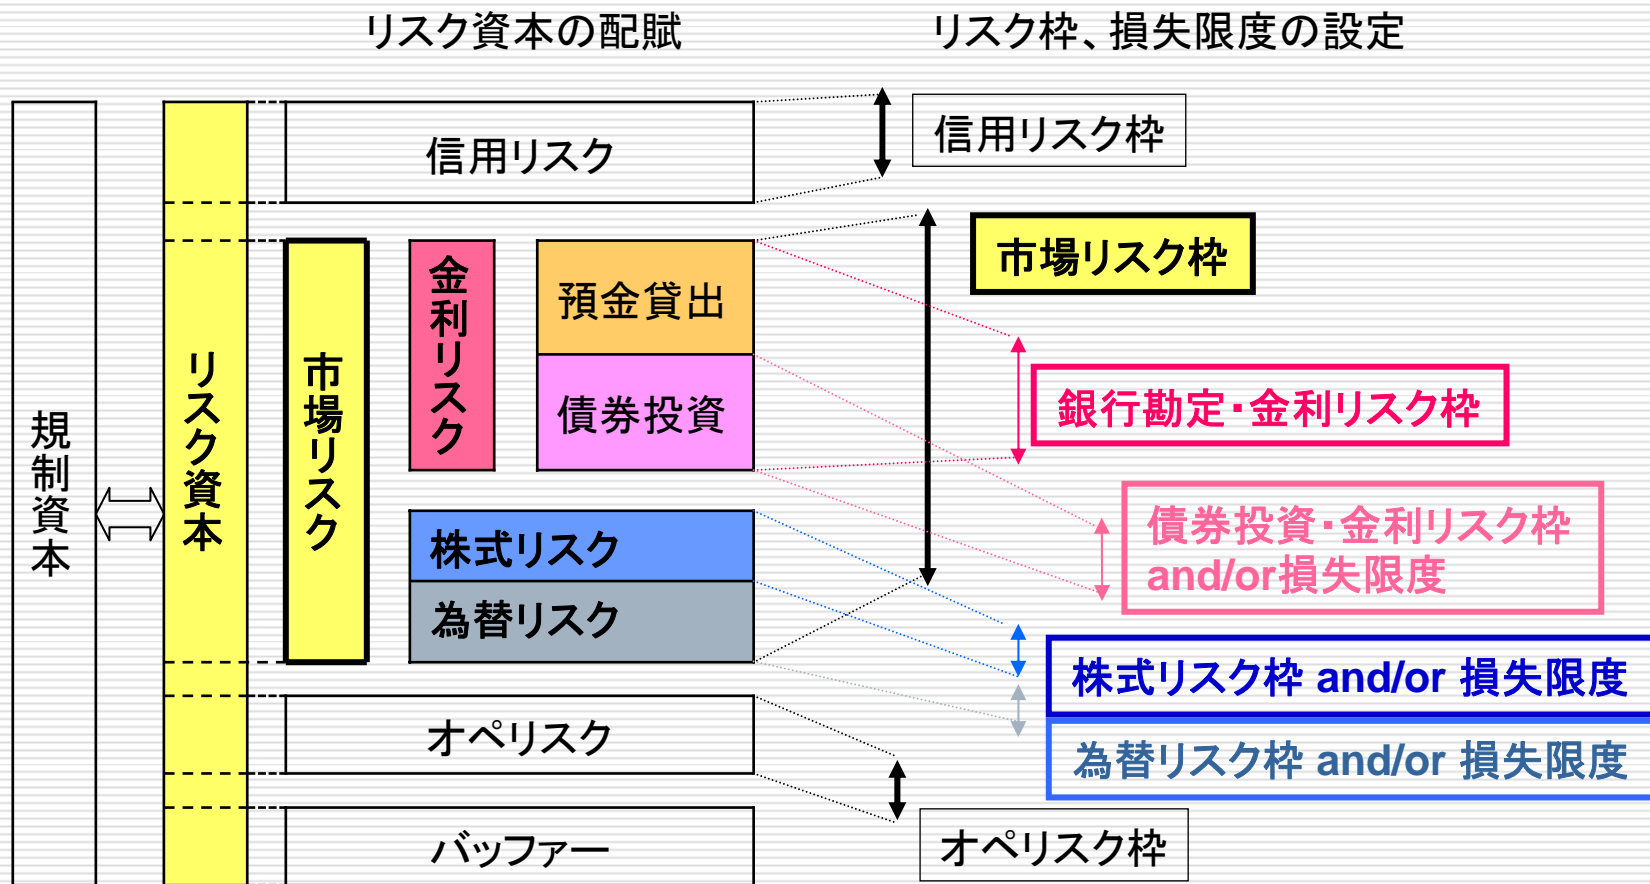 リスク資本の配賦
リスク枠、損失限度の設定
規制資本
リスク資本
信用リスク
信用リスク枠
市場リスク
金利リスク
預金貸出
債券投資
株式リスク
為替リスク
市場リスク枠
銀行勘定・金利リスク枠
債券投資・金利リスク枠
and/or損失限度
株式リスク枠 and/or 損失限度
為替リスク枠 and/or 損失限度
オペリスク
オペリスク枠
バッファー